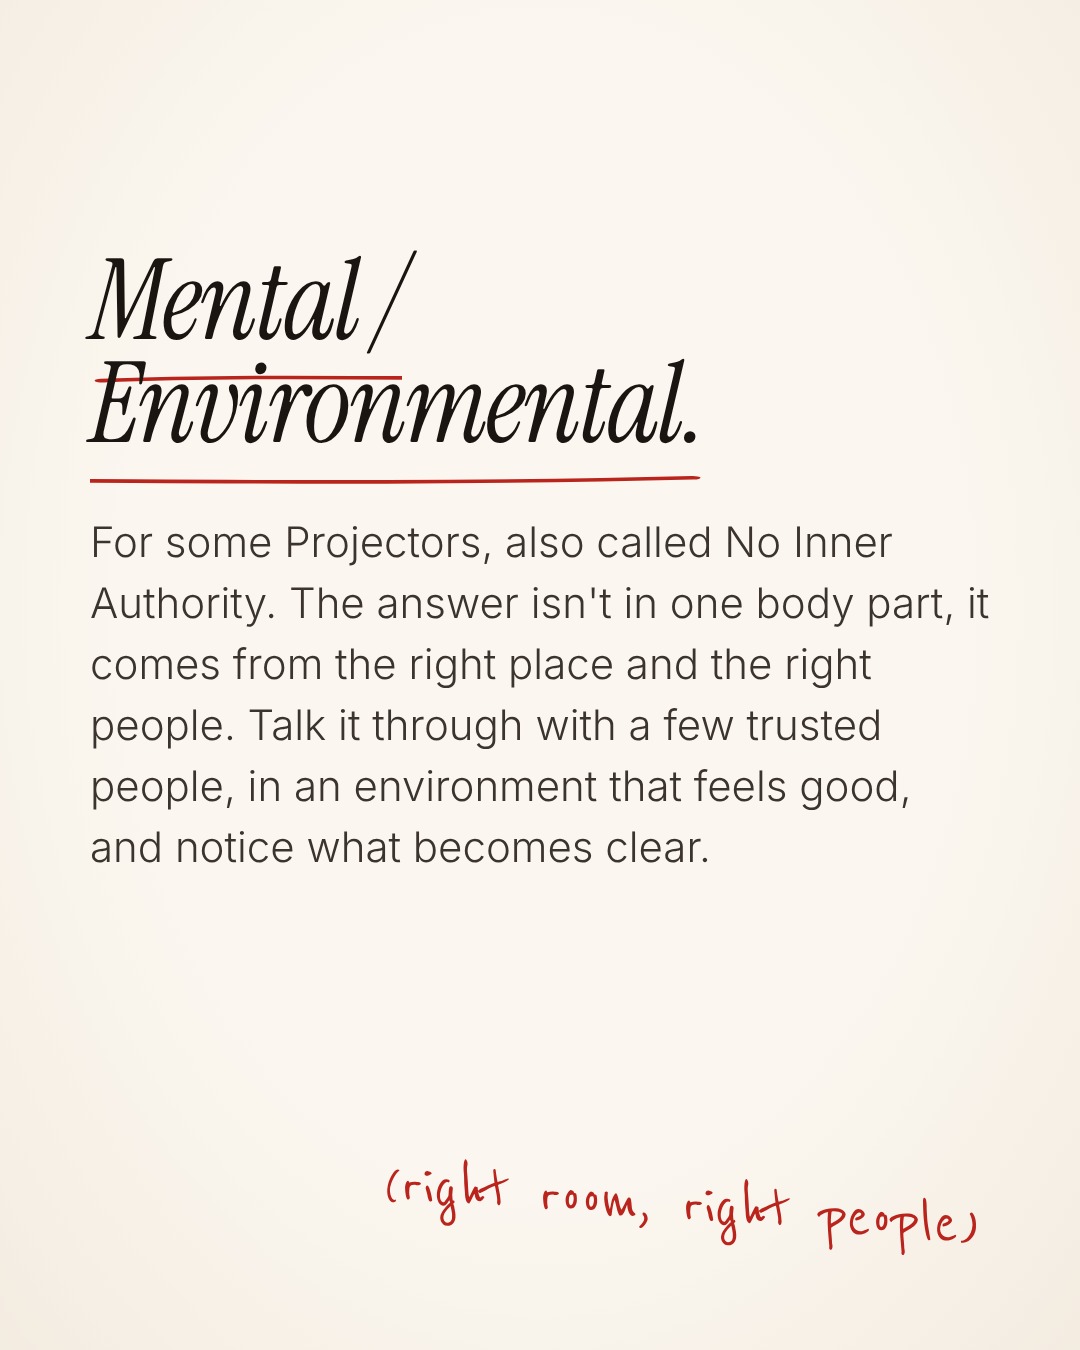 Mental /
Environmental.
For some Projectors, also called No Inner
Authority. The answer isn't in one body part, it
comes from the right place and the right
people. Talk it through with a few trusted
people, in an environment that feels good,
and notice what becomes clear.
(right room, right people)